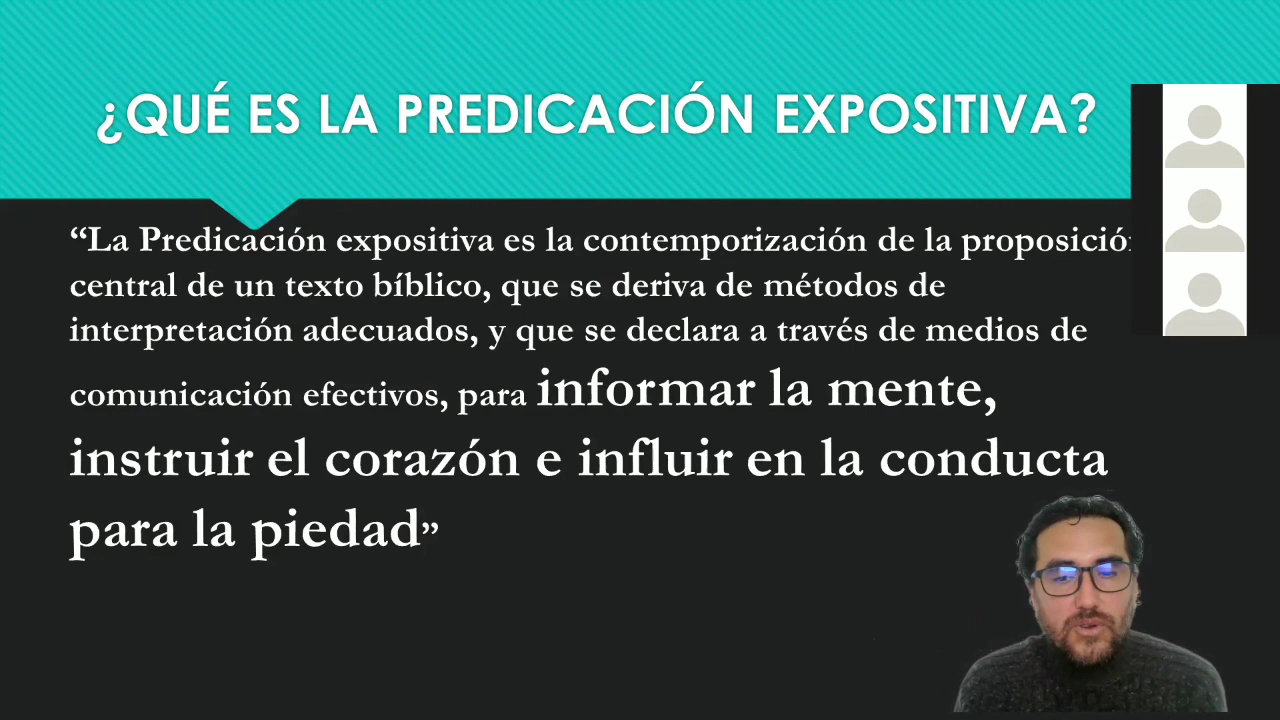 ¿QUÉ ES LA PREDICACIÓN EXPOSITIVA?
“La Predicación expositiva es la contemporización de la proposición
central de un texto bíblico, que se deriva de métodos de
interpretación adecuados, y que se declara a través de medios de
comunicación efectivos, para informar la mente,
instruir el corazón e influir en la conducta
para la piedad”